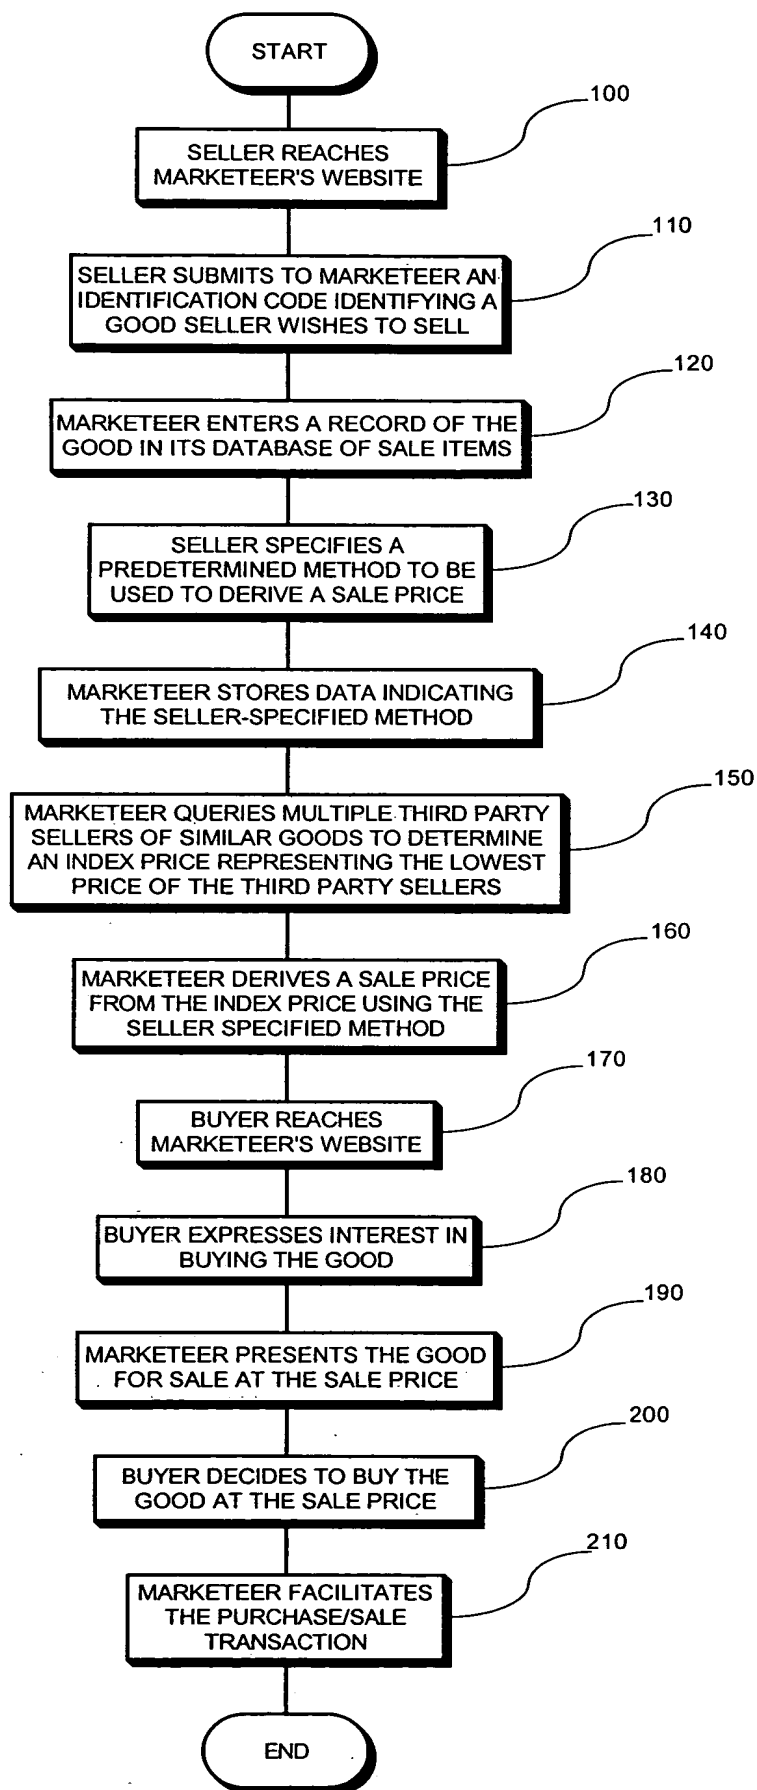 START
100
SELLER REACHES
MARKETEER'S WEBSITE
110
SELLER SUBMITS TO MARKETEER AN
IDENTIFICATION CODE IDENTIFYING A
GOOD SELLER WISHES TO SELL
120
MARKETEER ENTERS A RECORD OF THE
GOOD IN ITS DATABASE OF SALE ITEMS
130
SELLER SPECIFIES A
PREDETERMINED METHOD TO BE
USED TO DERIVE A SALE PRICE
140
MARKETEER STORES DATA INDICATING
THE SELLER-SPECIFIED METHOD
150
MARKETEER QUERIES MULTIPLE THIRD PARTY
SELLERS OF SIMILAR GOODS TO DETERMINE
AN INDEX PRICE REPRESENTING THE LOWEST
PRICE OF THE THIRD PARTY SELLERS
160
MARKETEER DERIVES A SALE PRICE
FROM THE INDEX PRICE USING THE
SELLER SPECIFIED METHOD
170
BUYER REACHES
MARKETEER'S WEBSITE
180
BUYER EXPRESSES INTEREST IN
BUYING THE GOOD
190
MARKETEER PRESENTS THE GOOD
FOR SALE AT THE SALE PRICE
200
BUYER DECIDES TO BUY THE
GOOD AT THE SALE PRICE
210
MARKETEER FACILITATES
THE PURCHASE/SALE
TRANSACTION
END